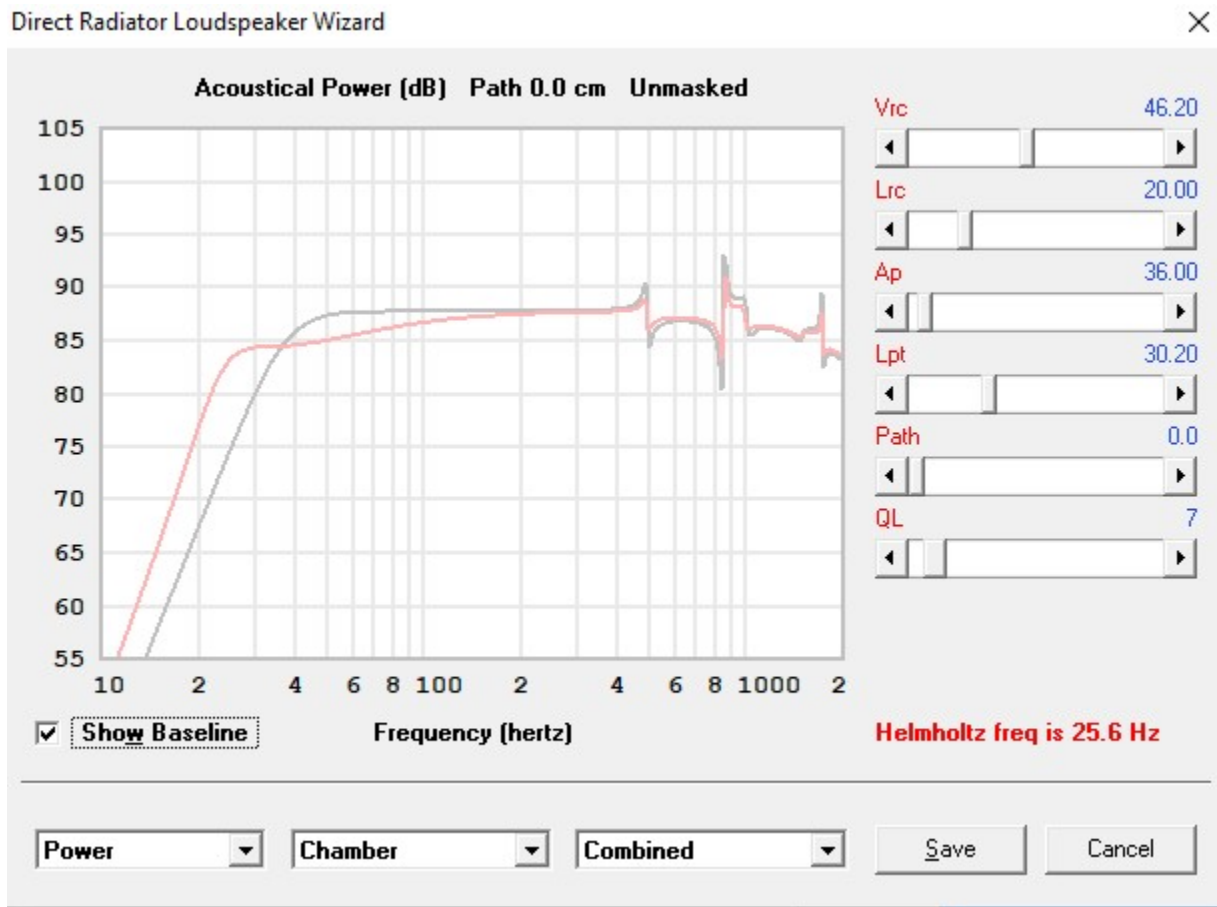 Direct Radiator Loudspeaker Wizard
Acoustical Power (dB) Path 0.0 cm Unmasked
105
100
95
90
85
80
75
70
65
60
55
10 2 4 6 8 100 2 4 6 8 1000 2
Show Baseline
Frequency (hertz)
Vrc 46.20
Lrc 20.00
Ap 36.00
Lpt 30.20
Path 0.0
QL 7
Helmholtz freq is 25.6 Hz
Power Chamber Combined Save Cancel